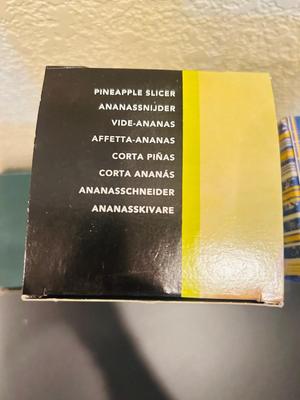 PINEAPPLE SLICER
ANANASSNIJDER
VIDE-ANANAS
AFFETTA-ANANAS
CORTA PIÑAS
CORTA ANANÁS
ANANASSCHNEIDER
ANANASSKIVARE